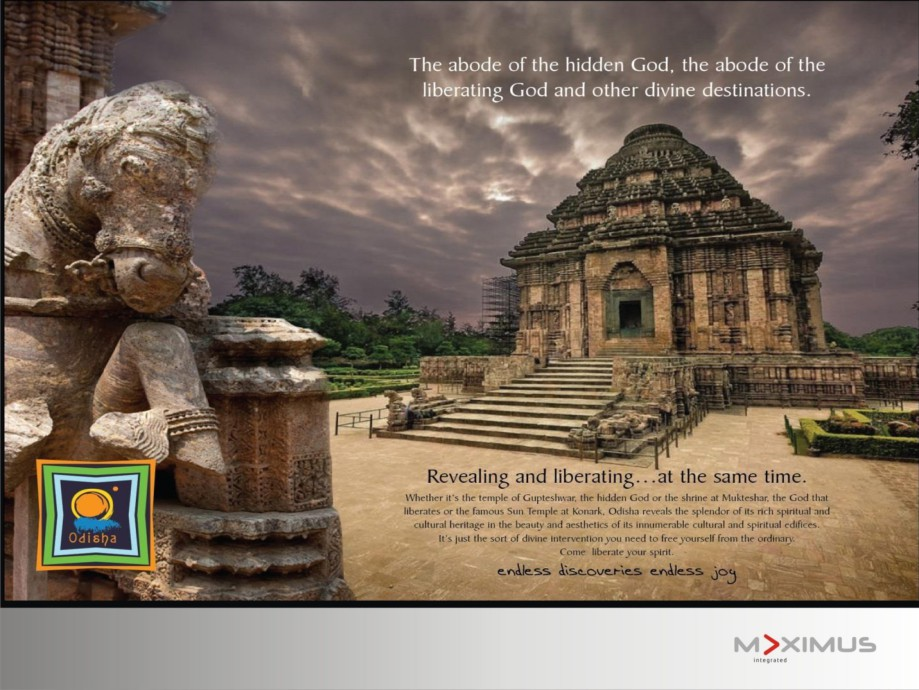 The abode of the hidden God, the abode of the
liberating God and other divine destinations.
Revealing and liberating...at the same time.
Whether it's the temple of Gupteshwar, the hidden God or the shrine at Mukteshar, the God that
liberates or the famous Sun Temple at Konark, Odisha reveals the splendor of its rich spiritual and
cultural heritage in the beauty and aesthetics of its innumerable cultural and spiritual edifices.
It's just the sort of divine intervention you need to free yourself from the ordinary.
Come liberate your spirit.
endless discoveries endless joy
Odisha
MAXIMUS
integrated